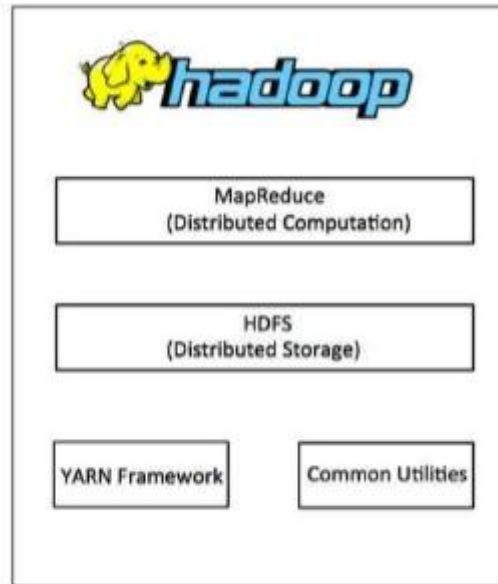 hadoop
MapReduce
(Distributed Computation)
HDFS
(Distributed Storage)
YARN Framework
Common Utilities